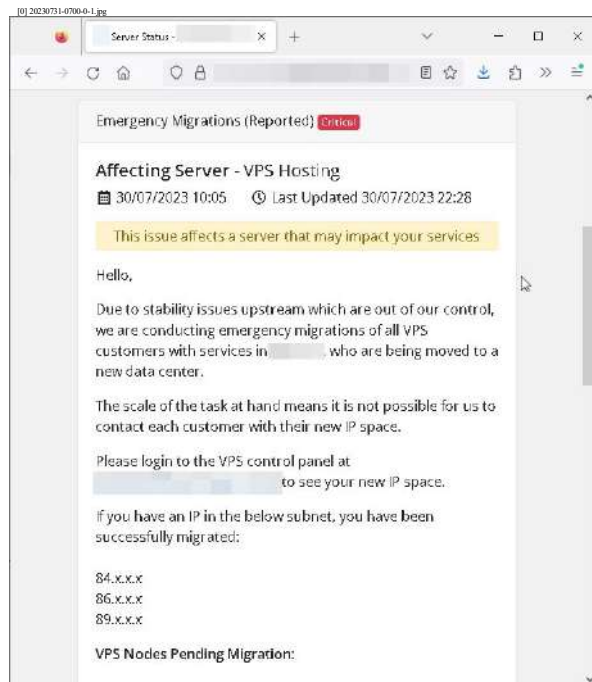 [0] 20230731-0700-0-1.jpg
Server Status -
Emergency Migrations (Reported) Critical
Affecting Server - VPS Hosting
30/07/2023 10:05 Last Updated 30/07/2023 22:28
This issue affects a server that may impact your services
Hello,
Due to stability issues upstream which are out of our control,
we are conducting emergency migrations of all VPS
customers with services in , who are being moved to a
new data center.
The scale of the task at hand means it is not possible for us to
contact each customer with their new IP space.
Please login to the VPS control panel at
to see your new IP space.
If you have an IP in the below subnet, you have been
successfully migrated:
84.x.x.x
86.x.x.x
89.x.x.x
VPS Nodes Pending Migration: